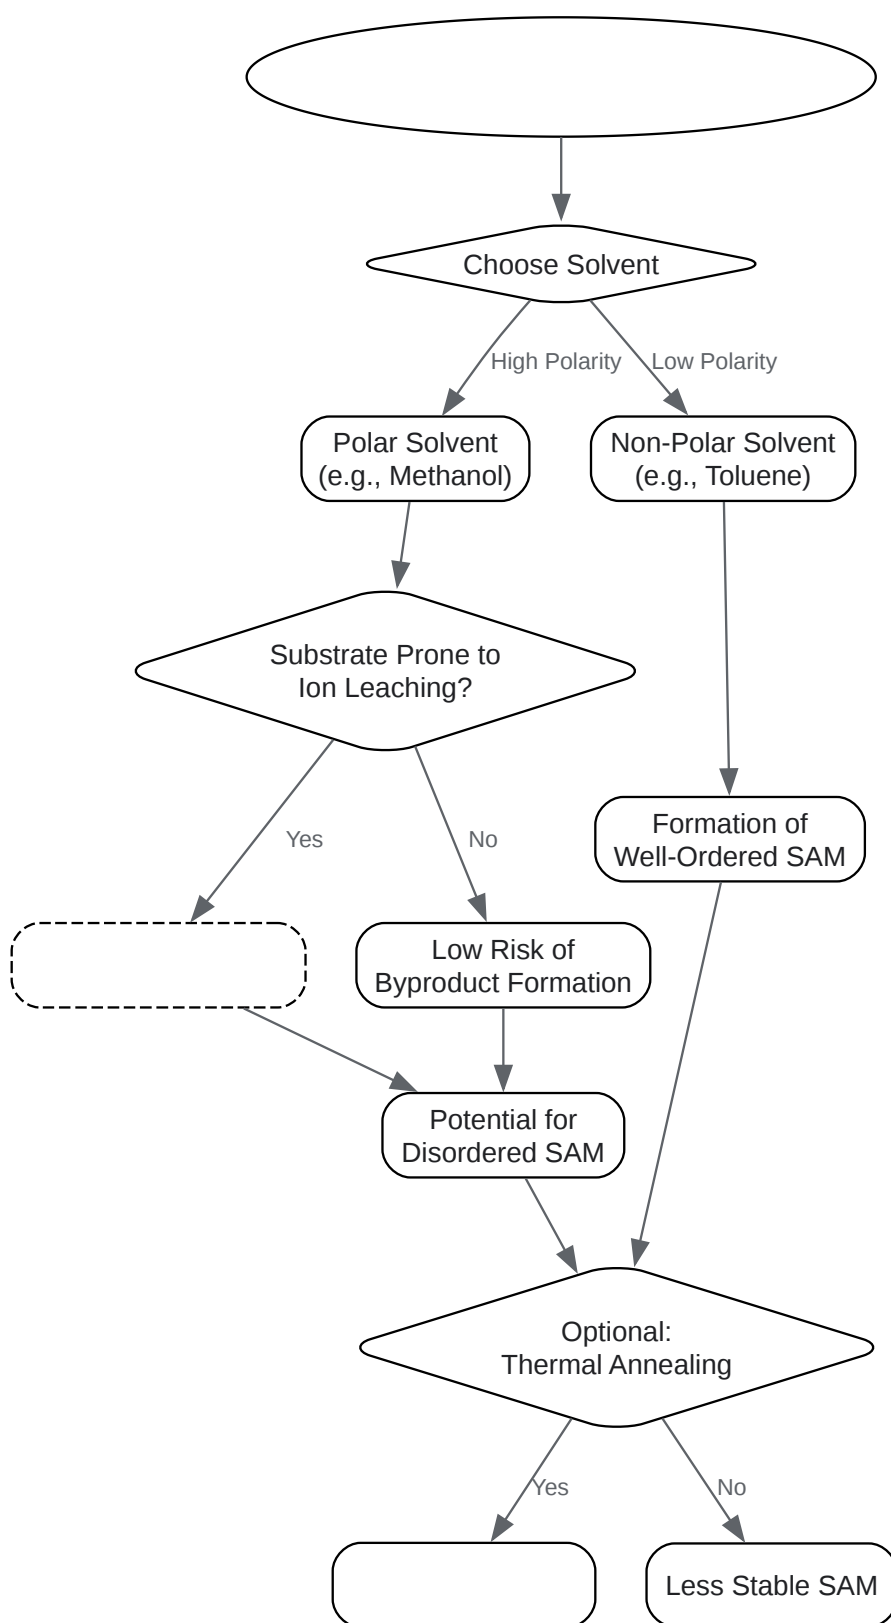 Choose Solvent
High Polarity
Low Polarity
Polar Solvent
(e.g., Methanol)
Non-Polar Solvent
(e.g., Toluene)
Substrate Prone to
Ion Leaching?
Yes
No
Formation of
Well-Ordered SAM
Low Risk of
Byproduct Formation
Potential for
Disordered SAM
Optional:
Thermal Annealing
Yes
No
Less Stable SAM